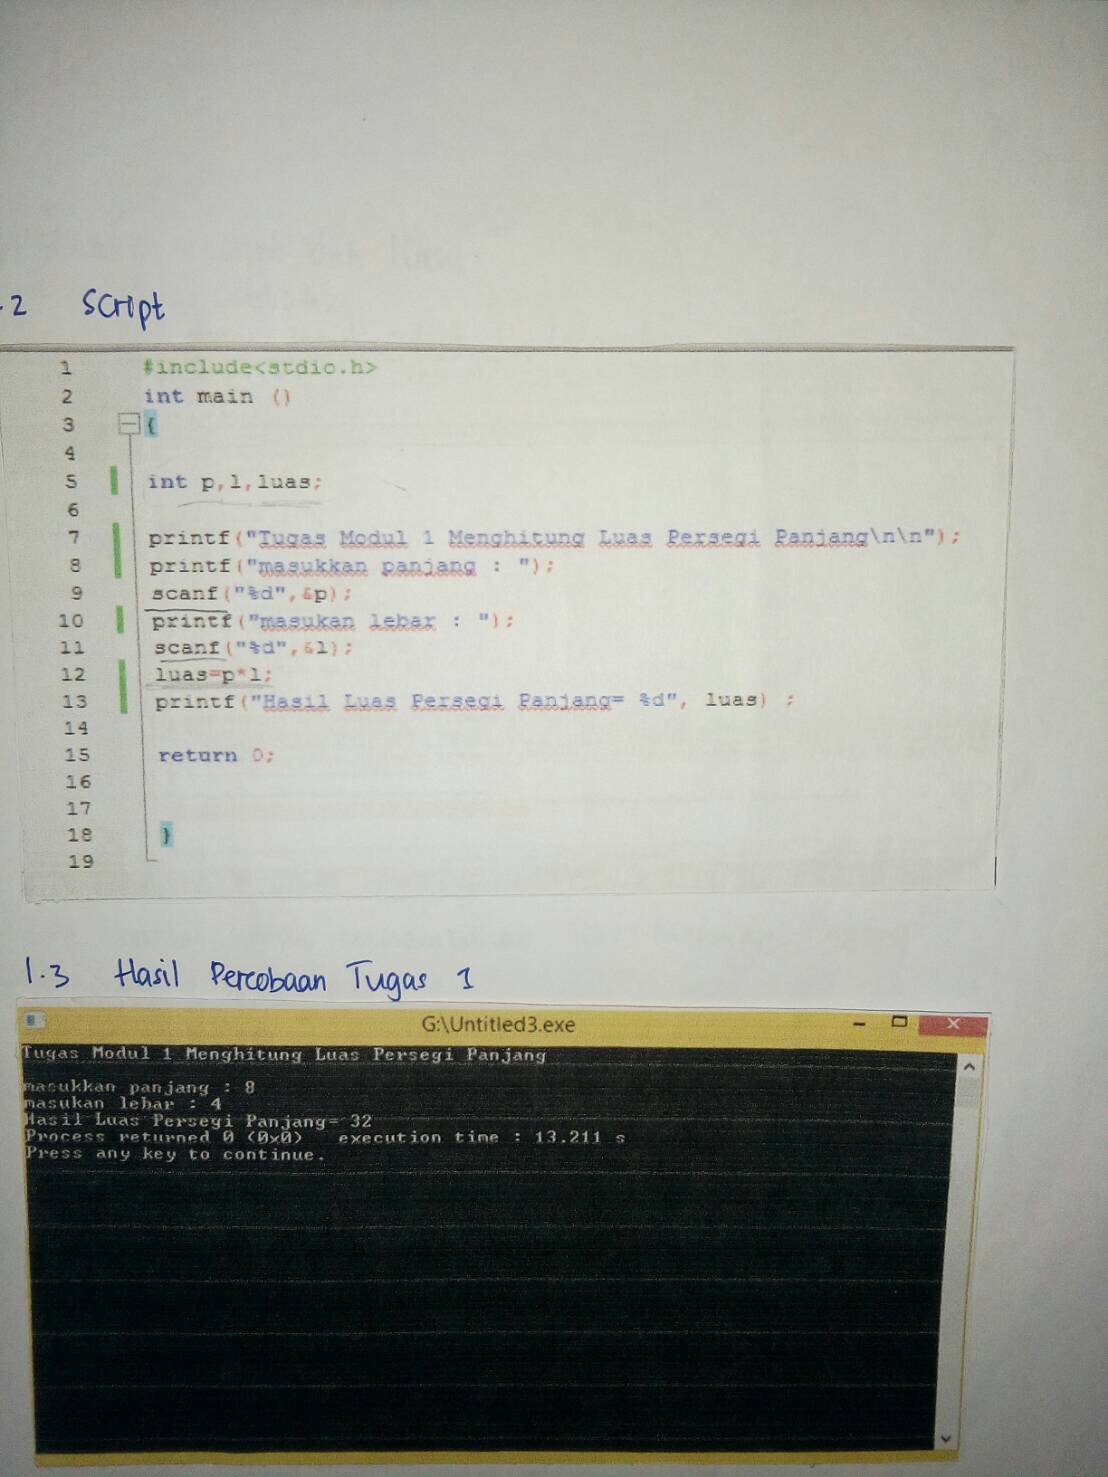 .2 Script
1 #include<stdio.h>
2 int main ()
3 {
4
5 int p,l,luas;
6
7 printf("Tugas Modul 1 Menghitung Luas Persegi Panjang\n\n");
8 printf("masukkan panjang : ");
9 scanf("%d",&p);
10 printf("masukan lebar : ");
11 scanf("%d",&l);
12 luas=p*l;
13 printf("Hasil Luas Persegi Panjang= %d", luas) ;
14
15 return 0;
16
17
18 }
19
1.3 Hasil Percobaan Tugas 1
G:\Untitled3.exe
Tugas Modul 1 Menghitung Luas Persegi Panjang
masukkan panjang : 8
masukan lebar : 4
Hasil Luas Persegi Panjang= 32
Process returned 0 (0x0) execution time : 13.211 s
Press any key to continue.